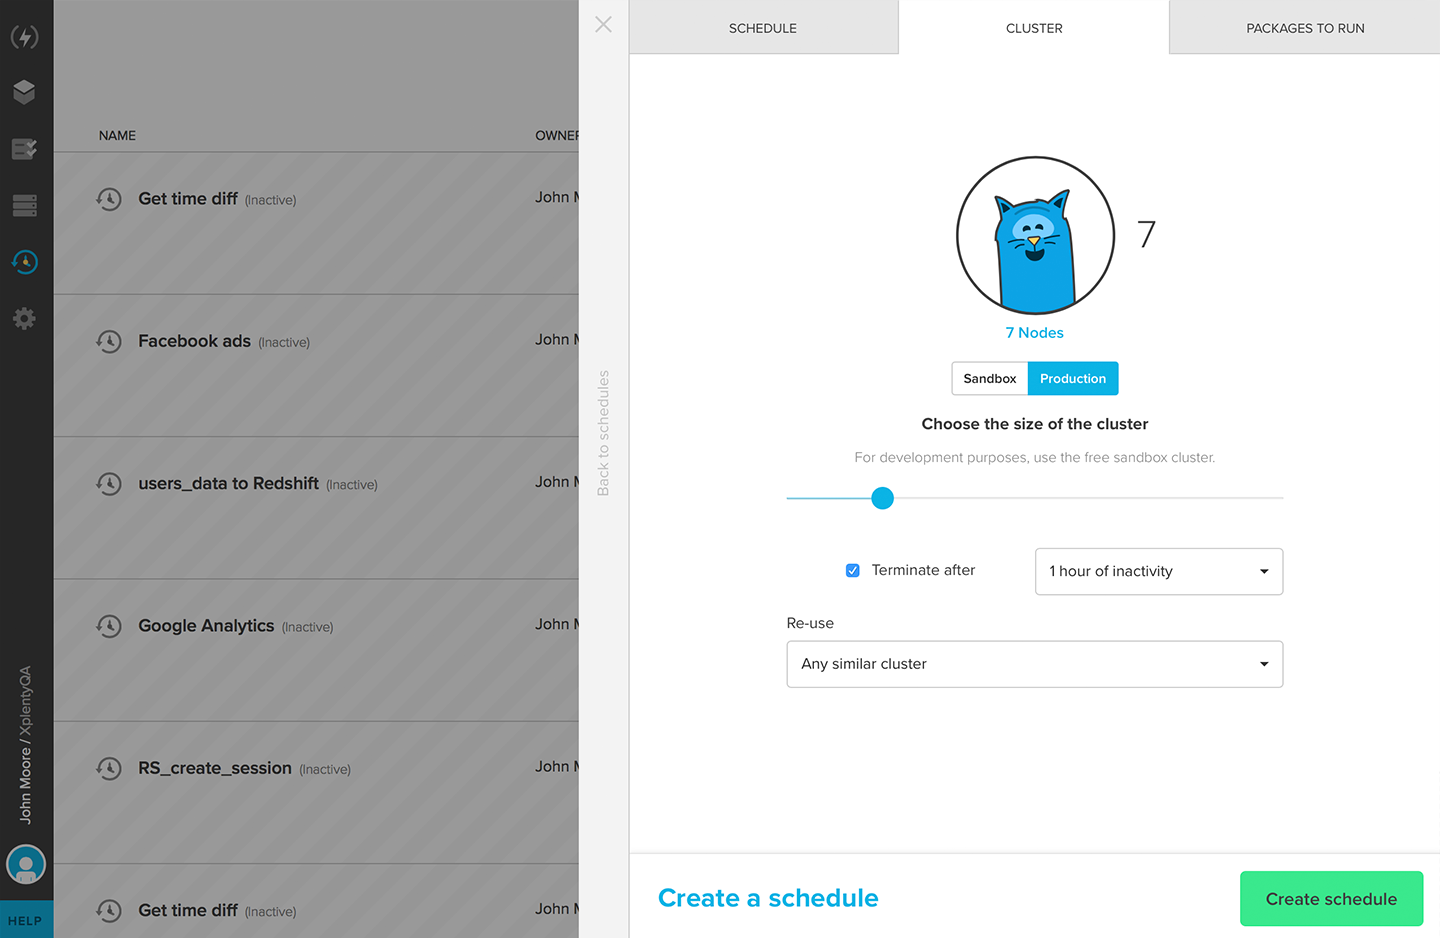 SCHEDULE
CLUSTER
PACKAGES TO RUN
NAME
OWNER
Get time diff (Inactive)
John M
Facebook ads (Inactive)
John M
users_data to Redshift (Inactive)
John M
Google Analytics (Inactive)
John M
RS_create_session (Inactive)
John M
Get time diff (Inactive)
John M
John Moore / XplentyQA
HELP
Back to schedules
7
7 Nodes
Sandbox
Production
Choose the size of the cluster
For development purposes, use the free sandbox cluster.
Terminate after
1 hour of inactivity
Re-use
Any similar cluster
Create a schedule
Create schedule